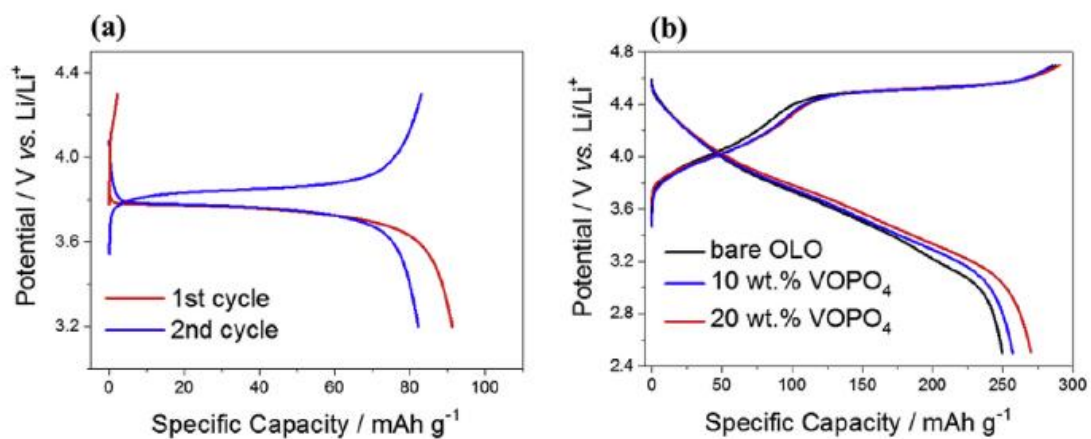 (a)
4.4
4.0
3.6
3.2
Potential / V vs. Li/Li⁺
1st cycle
2nd cycle
0 20 40 60 80 100
Specific Capacity / mAh g⁻¹
(b)
4.8
4.4
4.0
3.6
3.2
2.8
2.4
Potential / V vs. Li/Li⁺
bare OLO
10 wt.% VOPO₄
20 wt.% VOPO₄
0 50 100 150 200 250 300
Specific Capacity / mAh g⁻¹